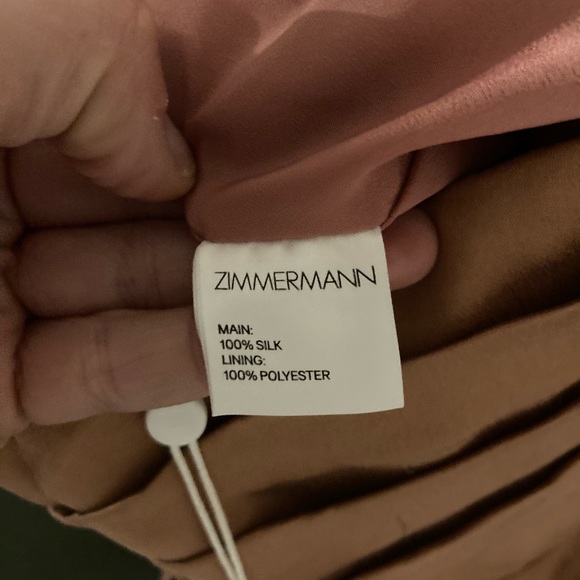 ZIMMERMANN
MAIN:
100% SILK
LINING:
100% POLYESTER